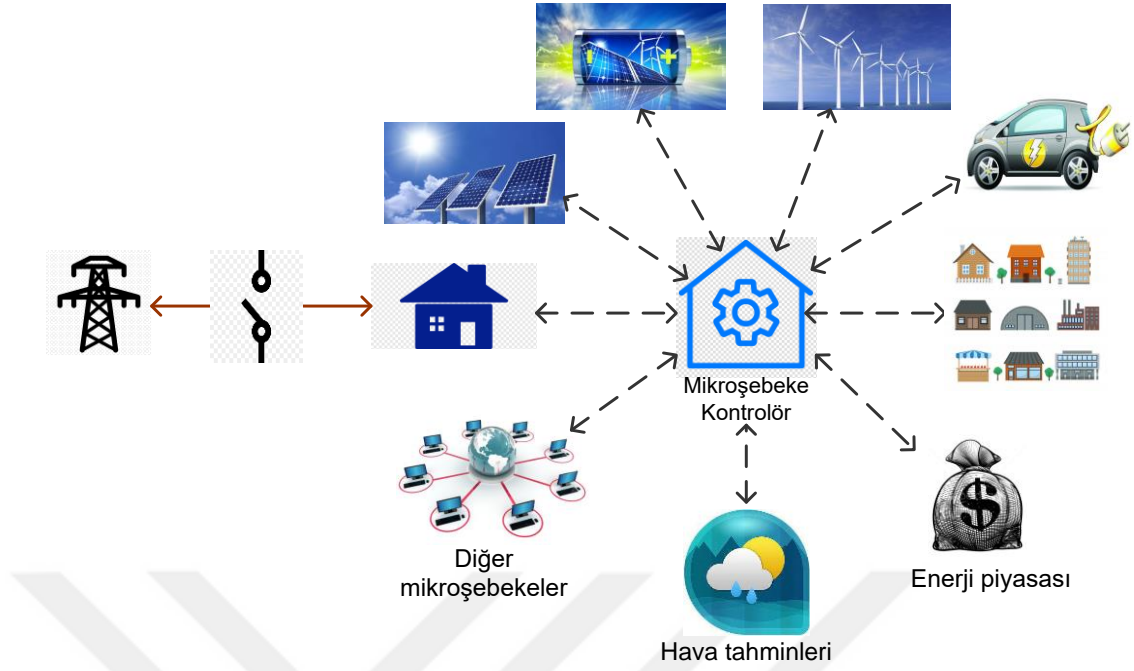 Mikroşebeke
Kontrolör
Diğer
mikroşebekeler
$
Enerji piyasası
Hava tahminleri